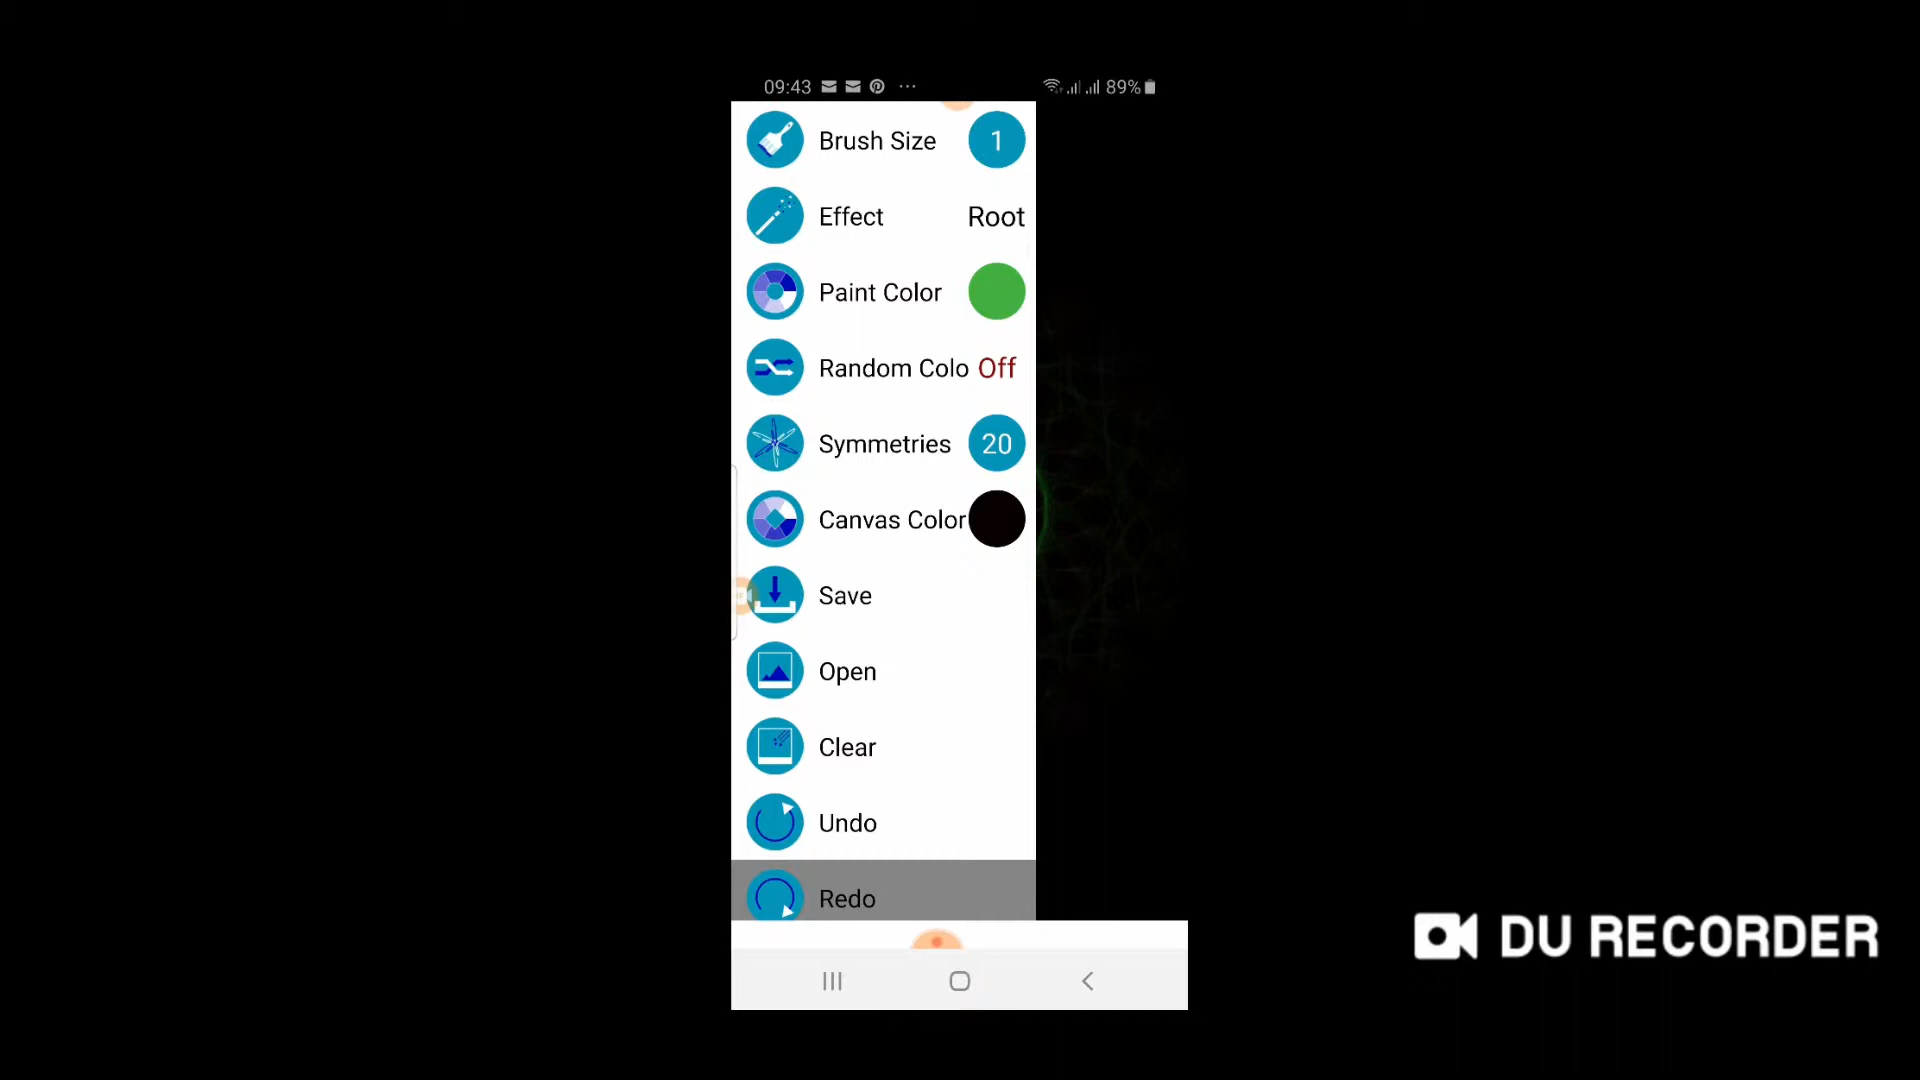 09:43 ... 89%
Brush Size 1
Effect Root
Paint Color
Random Colo Off
Symmetries 20
Canvas Color
Save
Open
Clear
Undo
Redo
DU RECORDER